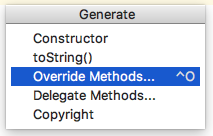 Generate
Constructor
toString()
Override Methods... ^O
Delegate Methods...
Copyright